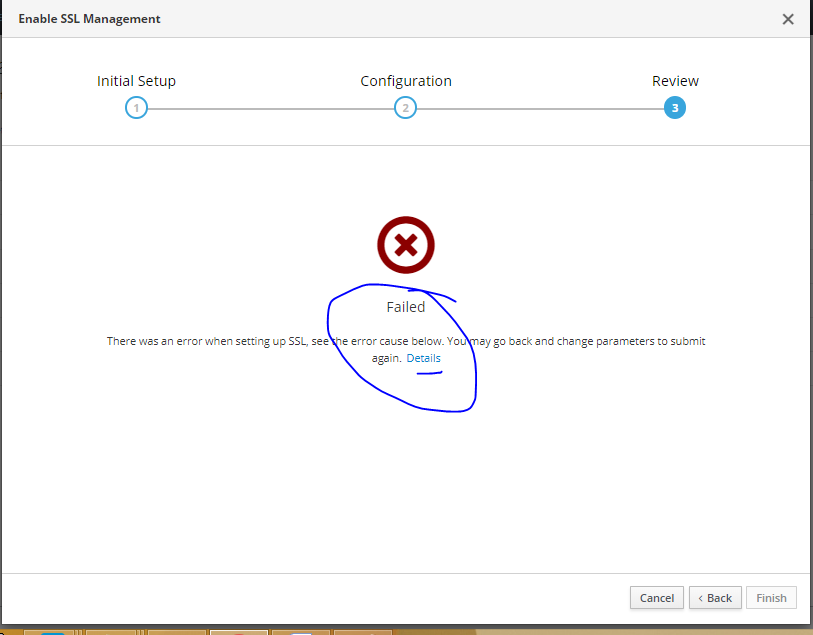 Enable SSL Management
Initial Setup Configuration Review
1 2 3
Failed
There was an error when setting up SSL, see the error cause below. You may go back and change parameters to submit
again. Details
Cancel ‹ Back Finish